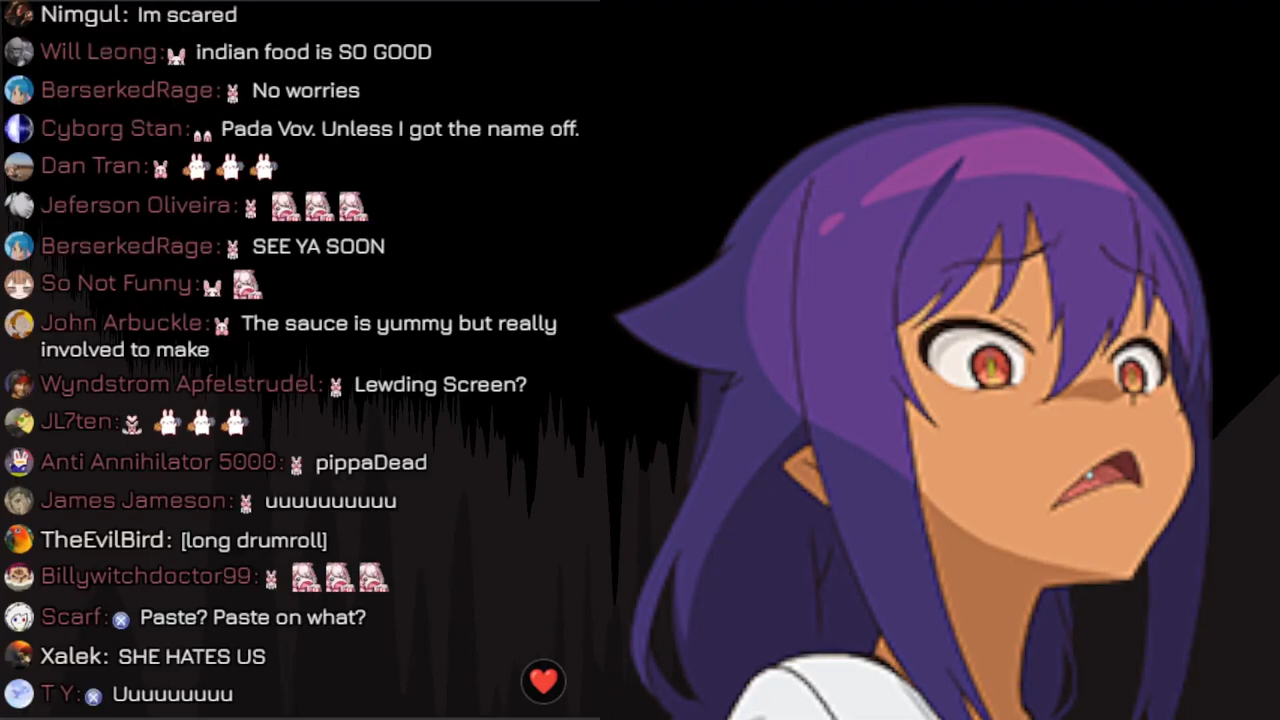 Nimgul: Im scared
Will Leong: indian food is SO GOOD
BerserkedRage: No worries
Cyborg Stan: Pada Vov. Unless I got the name off.
Dan Tran:
Jeferson Oliveira:
BerserkedRage: SEE YA SOON
So Not Funny:
John Arbuckle: The sauce is yummy but really
involved to make
Wyndstrom Apfelstrudel: Lewding Screen?
JL7ten:
Anti Annihilator 5000: pippaDead
James Jameson: uuuuuuuuuu
TheEvilBird: [long drumroll]
Billywitchdoctor99:
Scarf: Paste? Paste on what?
Xalek: SHE HATES US
T Y: Uuuuuuuuu